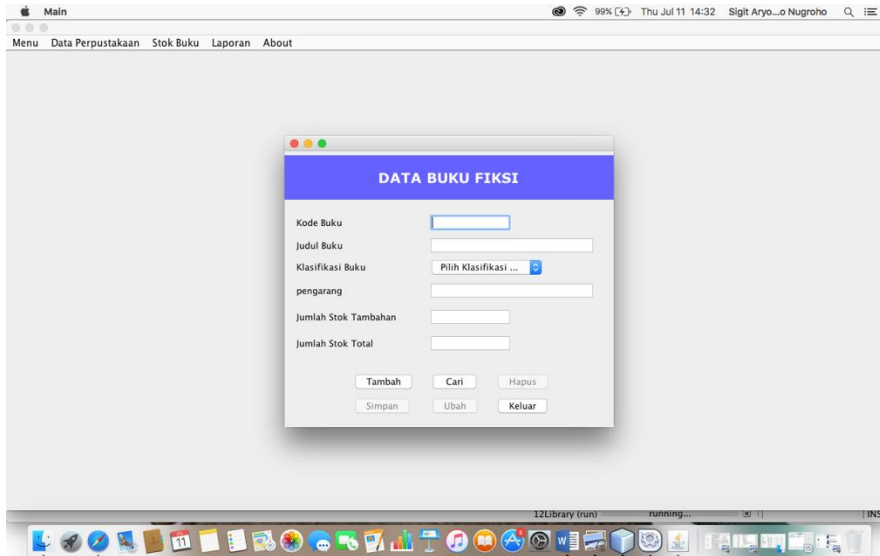 Main 99% Thu Jul 11 14:32 Sigit Aryo...o Nugroho
Menu Data Perpustakaan Stok Buku Laporan About
DATA BUKU FIKSI
Kode Buku
Judul Buku
Klasifikasi Buku Pilih Klasifikasi ...
pengarang
Jumlah Stok Tambahan
Jumlah Stok Total
Tambah Cari Hapus
Simpan Ubah Keluar
12Library (run) running... INS
11